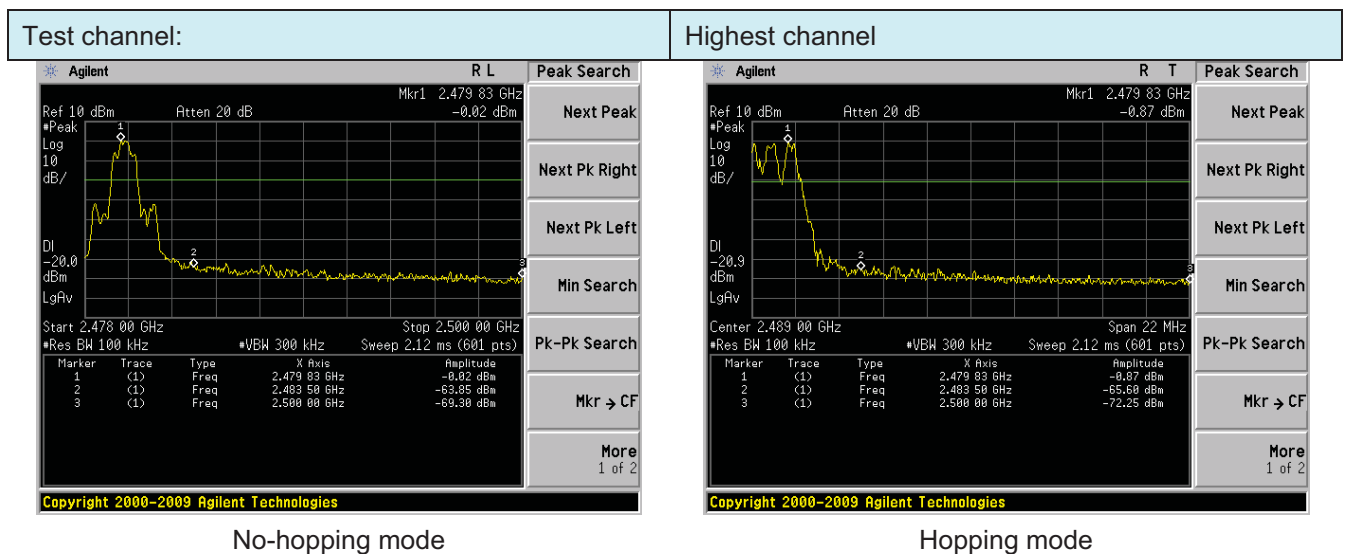 Test channel:
Highest channel
Agilent R L Peak Search
Mkr1 2.479 83 GHz
Ref 10 dBm Atten 20 dB -0.02 dBm
#Peak
Log
10
dB/
DI
-20.0
dBm
LgAv
1
2
3
Start 2.478 00 GHz Stop 2.500 00 GHz
#Res BW 100 kHz #VBW 300 kHz Sweep 2.12 ms (601 pts)
Marker Trace Type X Axis Amplitude
1 (1) Freq 2.479 83 GHz -0.02 dBm
2 (1) Freq 2.483 50 GHz -63.85 dBm
3 (1) Freq 2.500 00 GHz -69.30 dBm
Next Peak
Next Pk Right
Next Pk Left
Min Search
Pk-Pk Search
Mkr → CF
More
1 of 2
Copyright 2000-2009 Agilent Technologies
No-hopping mode
Agilent R T Peak Search
Mkr1 2.479 83 GHz
Ref 10 dBm Atten 20 dB -0.87 dBm
#Peak
Log
10
dB/
DI
-20.9
dBm
LgAv
1
2
3
Center 2.489 00 GHz Span 22 MHz
#Res BW 100 kHz #VBW 300 kHz Sweep 2.12 ms (601 pts)
Marker Trace Type X Axis Amplitude
1 (1) Freq 2.479 83 GHz -0.87 dBm
2 (1) Freq 2.483 50 GHz -65.60 dBm
3 (1) Freq 2.500 00 GHz -72.25 dBm
Next Peak
Next Pk Right
Next Pk Left
Min Search
Pk-Pk Search
Mkr → CF
More
1 of 2
Copyright 2000-2009 Agilent Technologies
Hopping mode